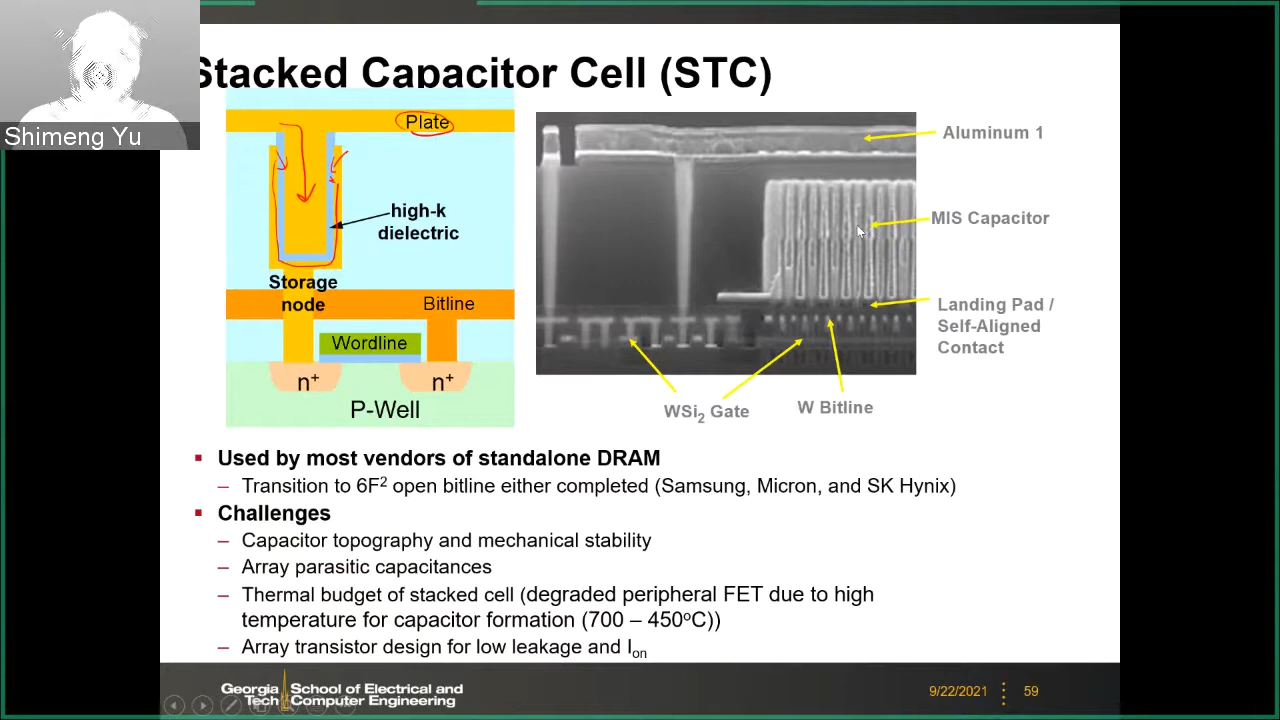 Shimeng Yu
Stacked Capacitor Cell (STC)
Plate
high-k
dielectric
Storage
node
Bitline
Wordline
n+
n+
P-Well
Aluminum 1
MIS Capacitor
Landing Pad /
Self-Aligned
Contact
WSi2 Gate
W Bitline
▪ Used by most vendors of standalone DRAM
– Transition to 6F2 open bitline either completed (Samsung, Micron, and SK Hynix)
▪ Challenges
– Capacitor topography and mechanical stability
– Array parasitic capacitances
– Thermal budget of stacked cell (degraded peripheral FET due to high
temperature for capacitor formation (700 – 450oC))
– Array transistor design for low leakage and Ion
Georgia Tech School of Electrical and
Computer Engineering
9/22/2021
59